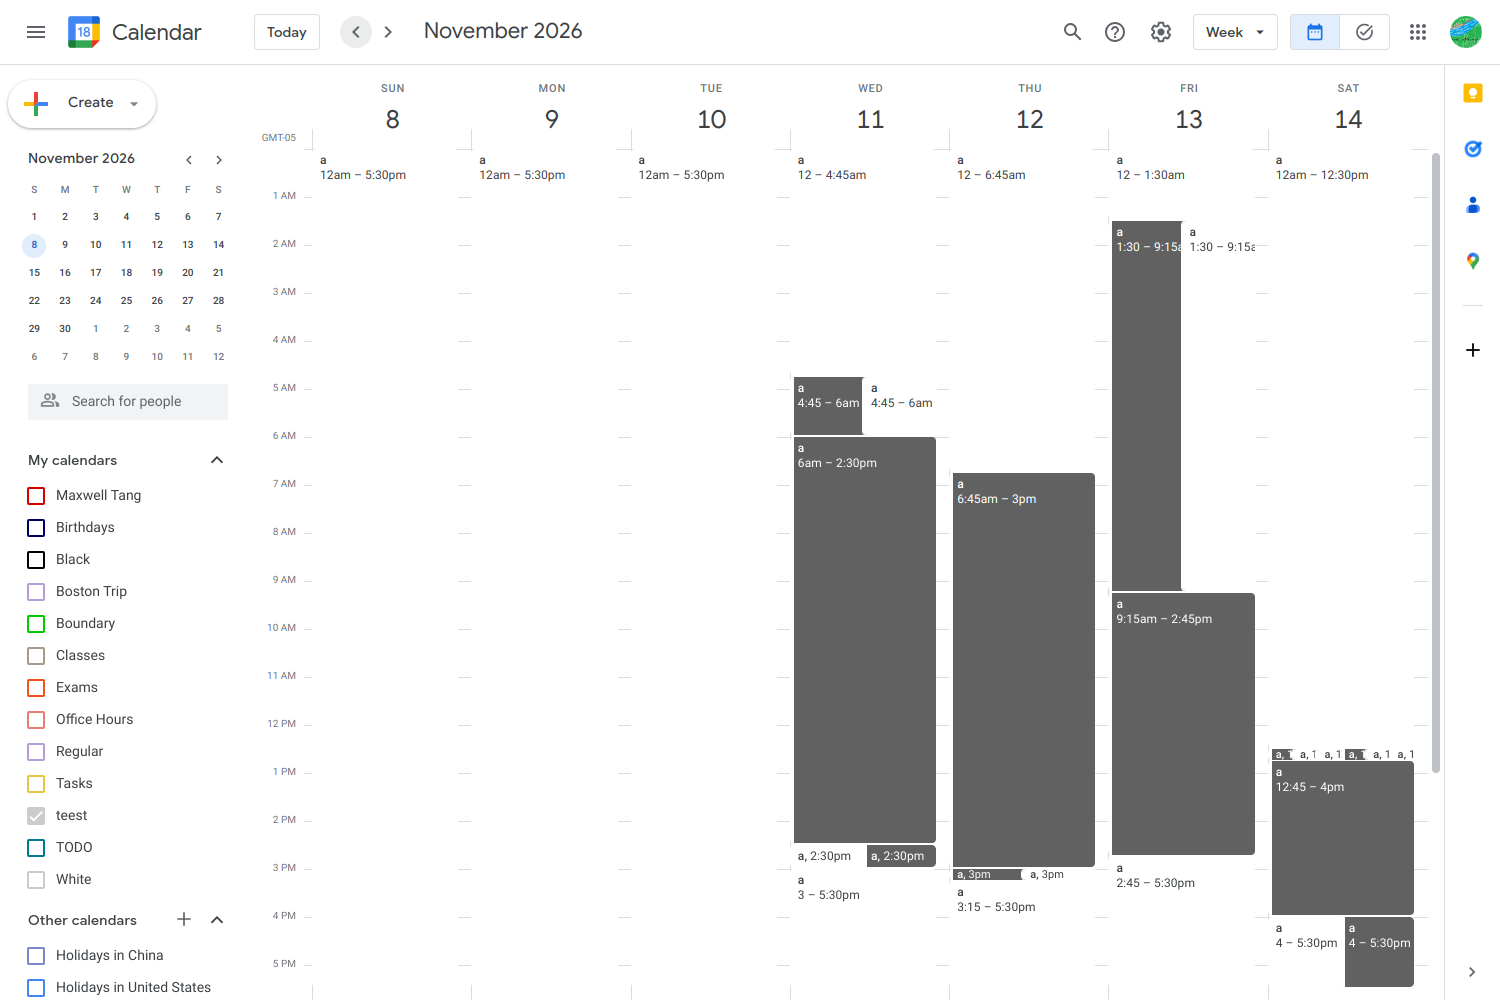 18 Calendar
Today
November 2026
Week
Create
November 2026
S M T W T F S
1 2 3 4 5 6 7
8 9 10 11 12 13 14
15 16 17 18 19 20 21
22 23 24 25 26 27 28
29 30 1 2 3 4 5
6 7 8 9 10 11 12
Search for people
My calendars
Maxwell Tang
Birthdays
Black
Boston Trip
Boundary
Classes
Exams
Office Hours
Regular
Tasks
teest
TODO
White
Other calendars
Holidays in China
Holidays in United States
SUN MON TUE WED THU FRI SAT
8 9 10 11 12 13 14
GMT-05
1 AM
2 AM
3 AM
4 AM
5 AM
6 AM
7 AM
8 AM
9 AM
10 AM
11 AM
12 PM
1 PM
2 PM
3 PM
4 PM
5 PM
a
12am – 5:30pm
a
12am – 5:30pm
a
12am – 5:30pm
a
12 – 4:45am
a
4:45 – 6am
a
4:45 – 6am
a
6am – 2:30pm
a, 2:30pm
a, 2:30pm
a
3 – 5:30pm
a
12 – 6:45am
a
6:45am – 3pm
a, 3pm
a, 3pm
a
3:15 – 5:30pm
a
12 – 1:30am
a
1:30 – 9:15a
a
1:30 – 9:15a
a
9:15am – 2:45pm
a
2:45 – 5:30pm
a
12am – 12:30pm
a, 1
a, 1
a, 1
a, 1
a, 1
a, 1
a
12:45 – 4pm
a
4 – 5:30pm
a
4 – 5:30pm